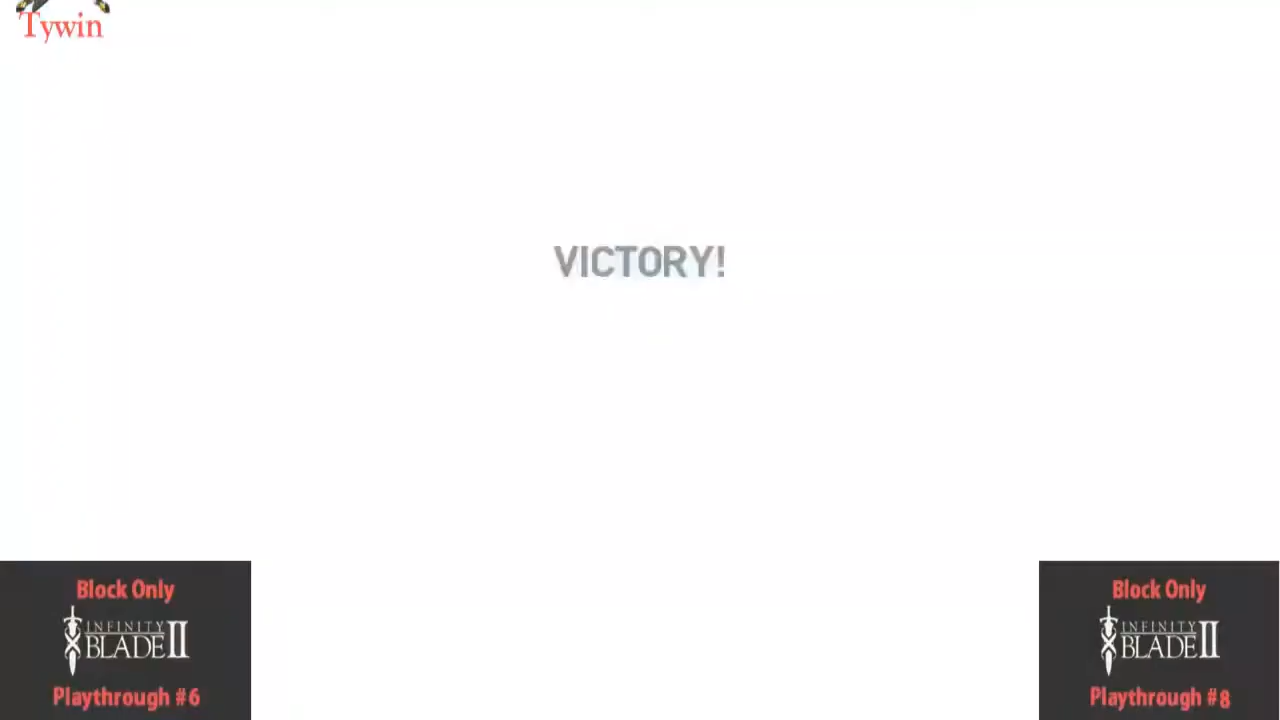 Tywin
VICTORY!
Block Only
INFINITY
BLADE II
Playthrough #6
Block Only
INFINITY
BLADE II
Playthrough #8